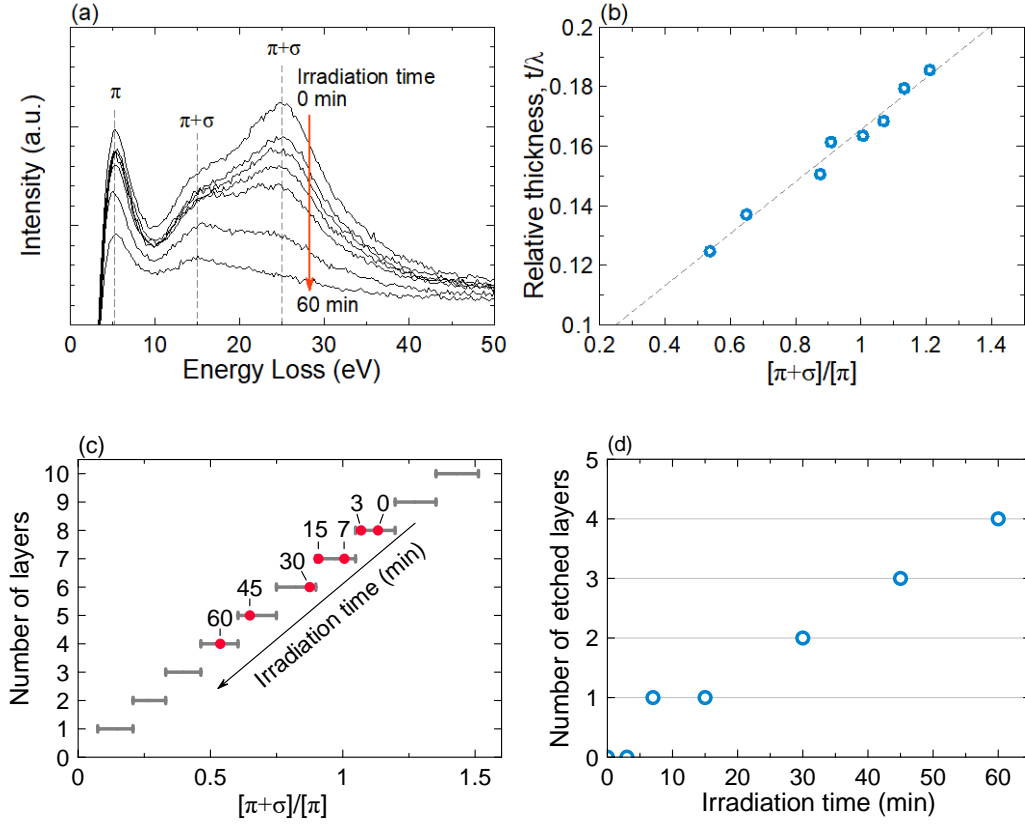 (a)
π
π+σ
π+σ
Irradiation time
0 min
60 min
Intensity (a.u.)
0 10 20 30 40 50
Energy Loss (eV)
(b)
0.2
0.18
0.16
0.14
0.12
0.1
Relative thickness, t/λ
0.2 0.4 0.6 0.8 1 1.2 1.4
[π+σ]/[π]
(c)
10
9
8
7
6
5
4
3
2
1
0
Number of layers
3 0
15 7
30
45
60
Irradiation time (min)
0 0.5 1 1.5
[π+σ]/[π]
(d)
5
4
3
2
1
0
Number of etched layers
0 10 20 30 40 50 60
Irradiation time (min)